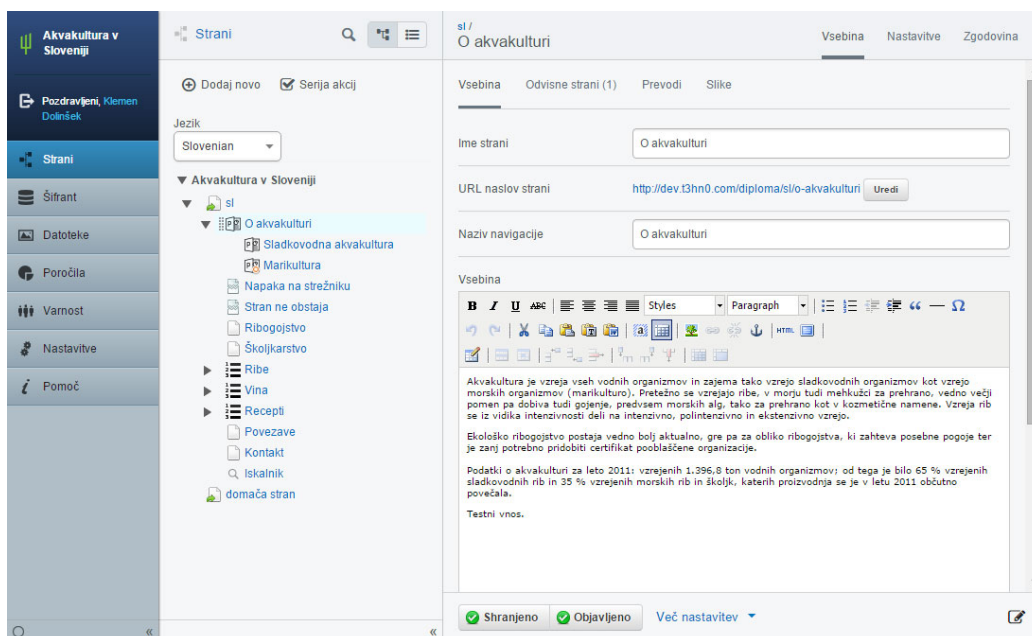 Akvakultura v
Sloveniji
Pozdravljeni, Klemen
Dolinšek
Strani
Šifrant
Datoteke
Poročila
Varnost
Nastavitve
Pomoč
«
Strani
Dodaj novo
Serija akcij
Jezik
Slovenian
Akvakultura v Sloveniji
sl
O akvakulturi
Sladkovodna akvakultura
Marikultura
Napaka na strežniku
Stran ne obstaja
Ribogojstvo
Školjkarstvo
Ribe
Vina
Recepti
Povezave
Kontakt
Iskalnik
domača stran
«
sl /
O akvakulturi
Vsebina Nastavitve Zgodovina
Vsebina Odvisne strani (1) Prevodi Slike
Ime strani O akvakulturi
URL naslov strani http://dev.t3hn0.com/diploma/sl/o-akvakulturi Uredi
Naziv navigacije O akvakulturi
Vsebina
B I U ABC Styles Paragraph “ — Ω
HTML
Akvakultura je vzreja vseh vodnih organizmov in zajema tako vzrejo sladkovodnih organizmov kot vzrejo
morskih organizmov (marikulturo). Pretežno se vzrejajo ribe, v morju tudi mehkužci za prehrano, vedno večji
pomen pa dobiva tudi gojenje, predvsem morskih alg, tako za prehrano kot v kozmetične namene. Vzreja rib
se iz vidika intenzivnosti deli na intenzivno, polintenzivno in ekstenzivno vzrejo.
Ekološko ribogojstvo postaja vedno bolj aktualno, gre pa za obliko ribogojstva, ki zahteva posebne pogoje ter
je zanj potrebno pridobiti certifikat pooblaščene organizacije.
Podatki o akvakulturi za leto 2011: vzrejenih 1.396,8 ton vodnih organizmov; od tega je bilo 65 % vzrejenih
sladkovodnih rib in 35 % vzrejenih morskih rib in školjk, katerih proizvodnja se je v letu 2011 občutno
povečala.
Testni vnos.
Shranjeno Objavljeno Več nastavitev